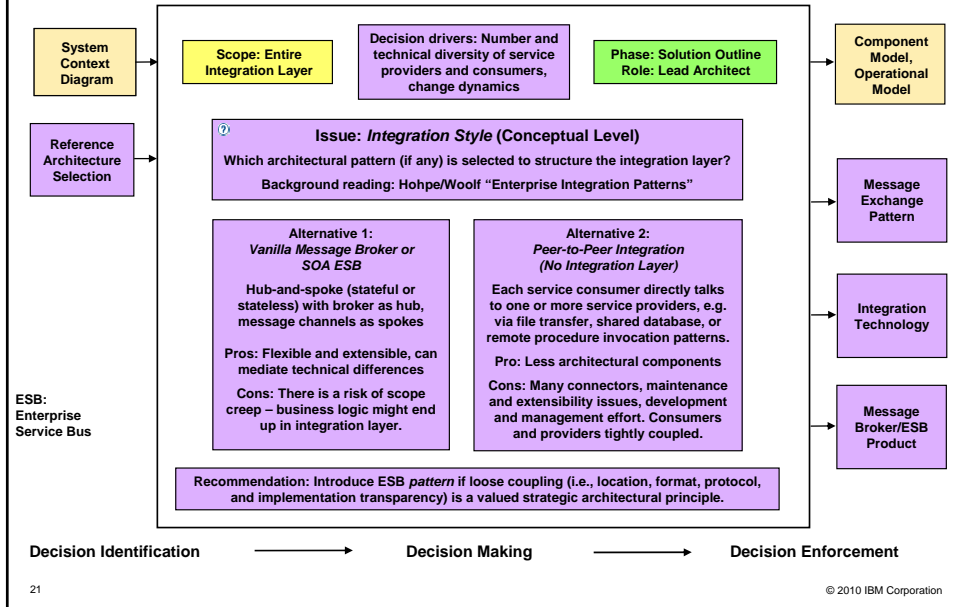 System
Context
Diagram
Scope: Entire
Integration Layer
Decision drivers: Number and
technical diversity of service
providers and consumers,
change dynamics
Phase: Solution Outline
Role: Lead Architect
Component
Model,
Operational
Model
Reference
Architecture
Selection
?
Issue: Integration Style (Conceptual Level)
Which architectural pattern (if any) is selected to structure the integration layer?
Background reading: Hohpe/Woolf “Enterprise Integration Patterns”
Message
Exchange
Pattern
Alternative 1:
Vanilla Message Broker or
SOA ESB
Hub-and-spoke (stateful or
stateless) with broker as hub,
message channels as spokes
Pros: Flexible and extensible, can
mediate technical differences
Cons: There is a risk of scope
creep – business logic might end
up in integration layer.
Alternative 2:
Peer-to-Peer Integration
(No Integration Layer)
Each service consumer directly talks
to one or more service providers, e.g.
via file transfer, shared database, or
remote procedure invocation patterns.
Pro: Less architectural components
Cons: Many connectors, maintenance
and extensibility issues, development
and management effort. Consumers
and providers tightly coupled.
Integration
Technology
ESB:
Enterprise
Service Bus
Message
Broker/ESB
Product
Recommendation: Introduce ESB pattern if loose coupling (i.e., location, format, protocol,
and implementation transparency) is a valued strategic architectural principle.
Decision Identification
Decision Making
Decision Enforcement
21
© 2010 IBM Corporation